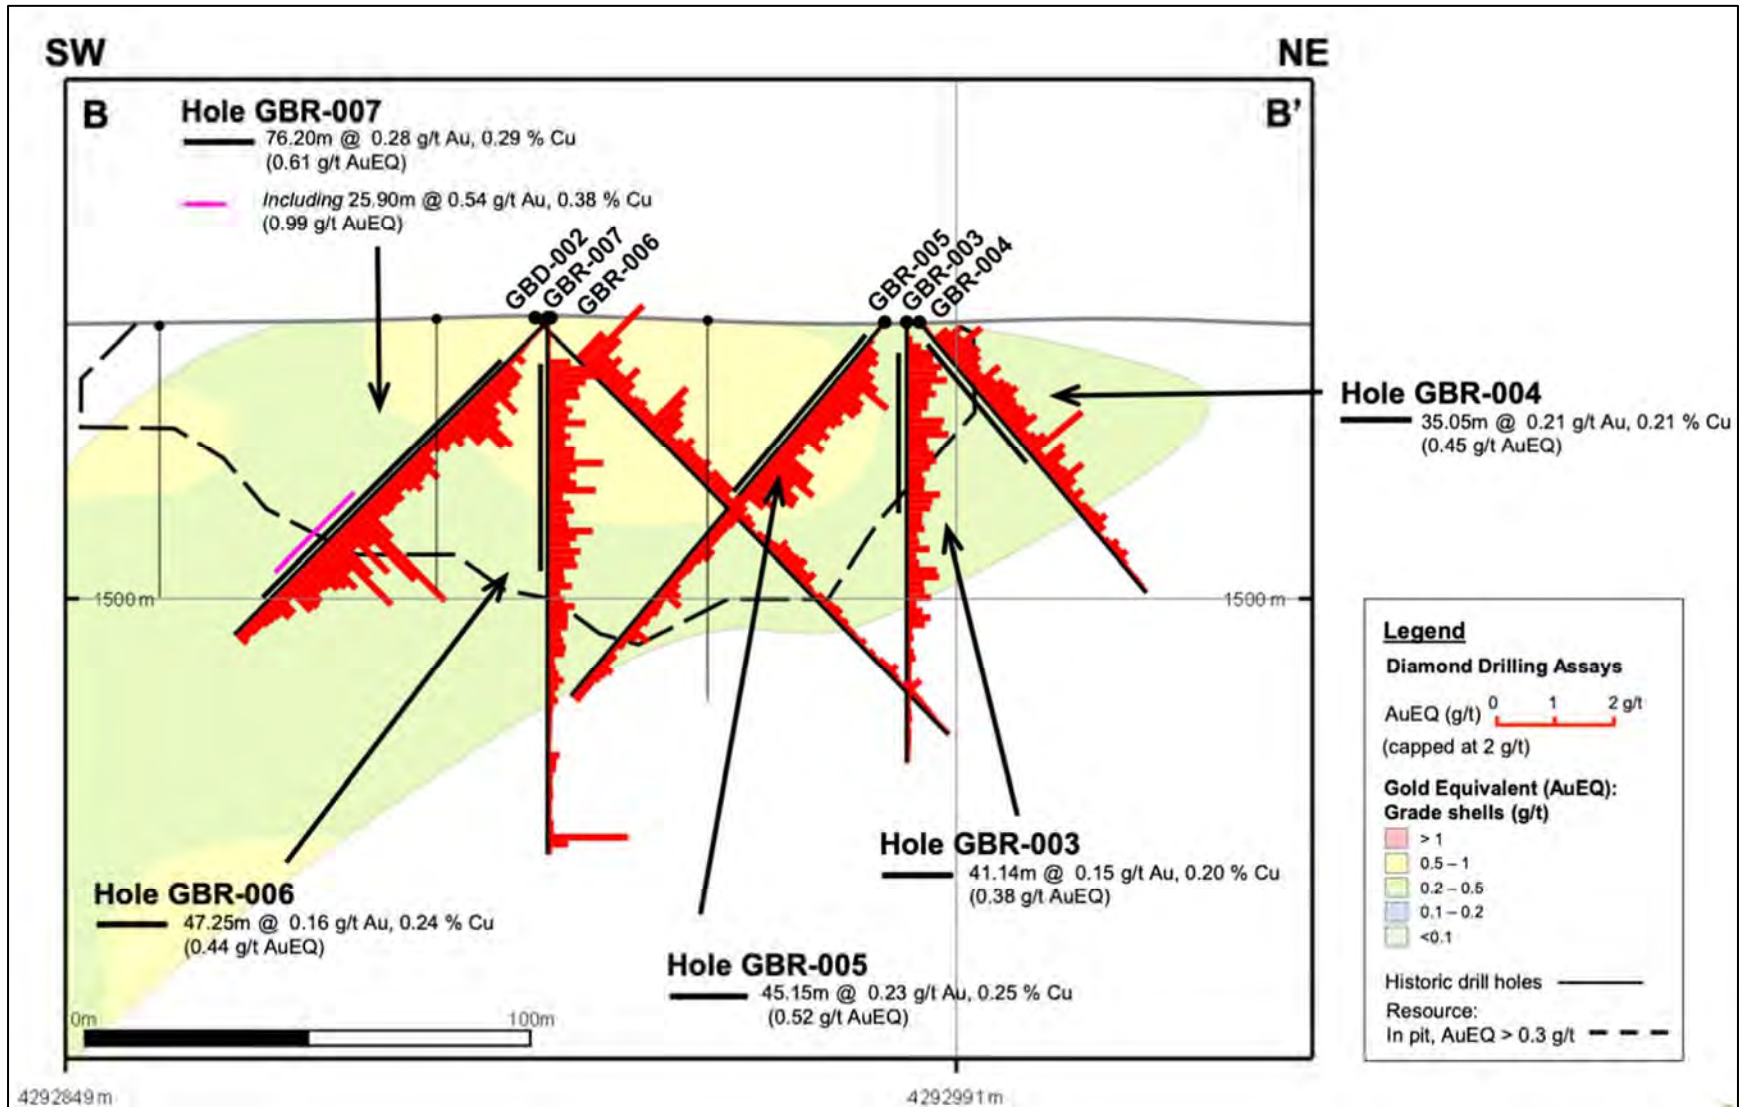 SW
NE
B
B'
Hole GBR-007
76.20m @ 0.28 g/t Au, 0.29 % Cu
(0.61 g/t AuEQ)
Including 25.90m @ 0.54 g/t Au, 0.38 % Cu
(0.99 g/t AuEQ)
GBD-002
GBR-007
GBR-006
GBR-005
GBR-003
GBR-004
Hole GBR-004
35.05m @ 0.21 g/t Au, 0.21 % Cu
(0.45 g/t AuEQ)
1500m
1500m
Hole GBR-003
41.14m @ 0.15 g/t Au, 0.20 % Cu
(0.38 g/t AuEQ)
Hole GBR-006
47.25m @ 0.16 g/t Au, 0.24 % Cu
(0.44 g/t AuEQ)
Hole GBR-005
45.15m @ 0.23 g/t Au, 0.25 % Cu
(0.52 g/t AuEQ)
0m
100m
4292849m
4292991m
Legend
Diamond Drilling Assays
AuEQ (g/t) 0 1 2 g/t
(capped at 2 g/t)
Gold Equivalent (AuEQ):
Grade shells (g/t)
> 1
0.5 – 1
0.2 – 0.5
0.1 – 0.2
<0.1
Historic drill holes
Resource:
In pit, AuEQ > 0.3 g/t